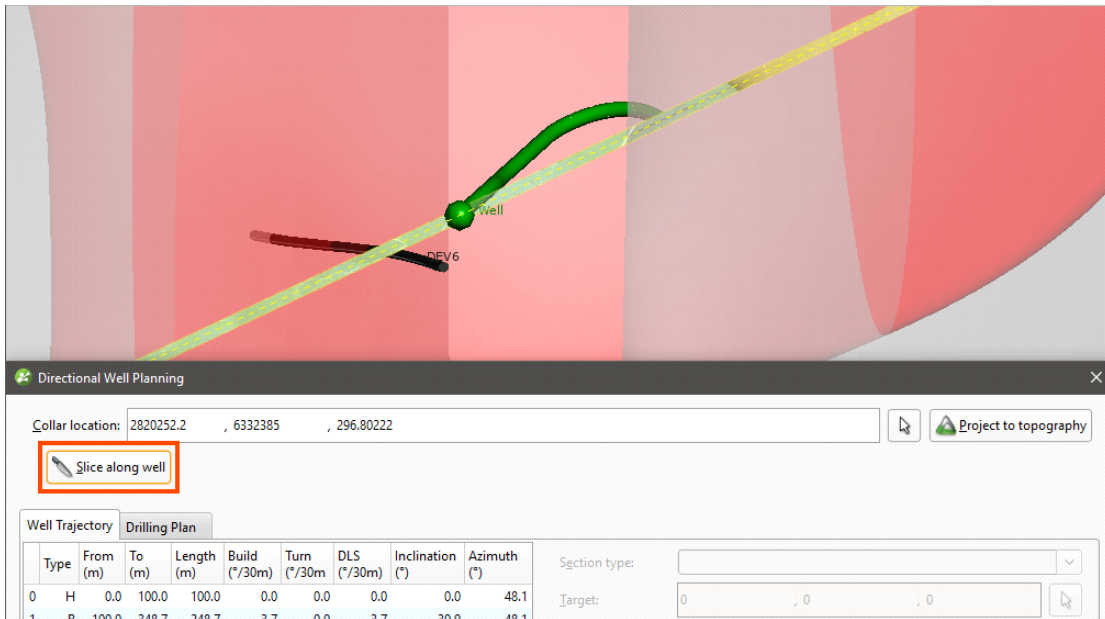 Well
DEV6
Directional Well Planning
Collar location: 2820252.2 , 6332385 , 296.80222 Project to topography
Slice along well
Well Trajectory Drilling Plan
Type From (m) To (m) Length (m) Build (°/30m) Turn (°/30m DLS (°/30m) Inclination (°) Azimuth (°)
Section type:
0 H 0.0 100.0 100.0 0.0 0.0 0.0 0.0 48.1
Target: 0 , 0 , 0